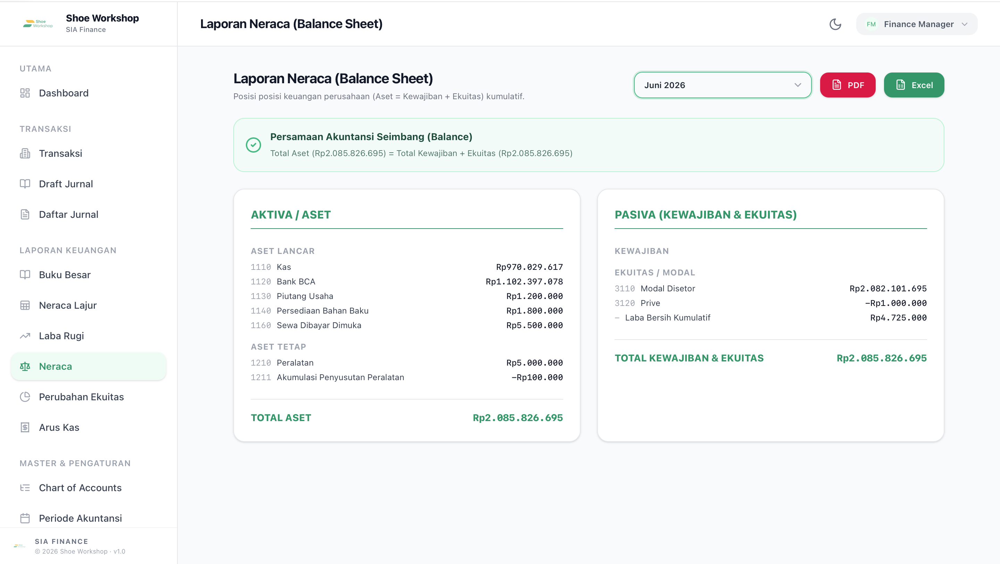 Shoe
Workshop
Shoe Workshop
SIA Finance
Laporan Neraca (Balance Sheet)
FM Finance Manager
UTAMA
Dashboard
TRANSAKSI
Transaksi
Draft Jurnal
Daftar Jurnal
LAPORAN KEUANGAN
Buku Besar
Neraca Lajur
Laba Rugi
Neraca
Perubahan Ekuitas
Arus Kas
MASTER & PENGATURAN
Chart of Accounts
Periode Akuntansi
SIA FINANCE
© 2026 Shoe Workshop · v1.0
Laporan Neraca (Balance Sheet)
Posisi posisi keuangan perusahaan (Aset = Kewajiban + Ekuitas) kumulatif.
Juni 2026
PDF
Excel
Persamaan Akuntansi Seimbang (Balance)
Total Aset (Rp2.085.826.695) = Total Kewajiban + Ekuitas (Rp2.085.826.695)
AKTIVA / ASET
ASET LANCAR
1110 Kas Rp970.029.617
1120 Bank BCA Rp1.102.397.078
1130 Piutang Usaha Rp1.200.000
1140 Persediaan Bahan Baku Rp1.800.000
1160 Sewa Dibayar Dimuka Rp5.500.000
ASET TETAP
1210 Peralatan Rp5.000.000
1211 Akumulasi Penyusutan Peralatan −Rp100.000
TOTAL ASET Rp2.085.826.695
PASIVA (KEWAJIBAN & EKUITAS)
KEWAJIBAN
EKUITAS / MODAL
3110 Modal Disetor Rp2.082.101.695
3120 Prive −Rp1.000.000
– Laba Bersih Kumulatif Rp4.725.000
TOTAL KEWAJIBAN & EKUITAS Rp2.085.826.695